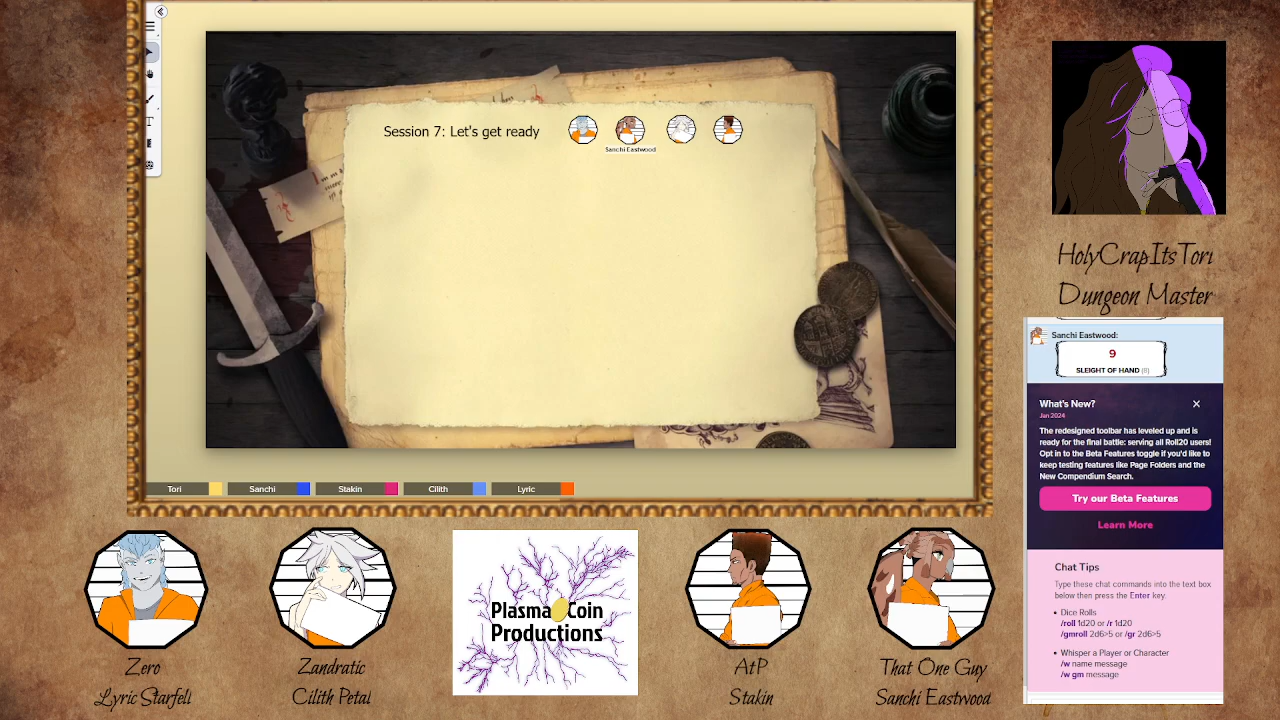 Session 7: Let's get ready
Sanchi Eastwood
Tori
Sanchi
Stakin
Cilith
Lyric
HolyCrapItsTori
Dungeon Master
Sanchi Eastwood:
9
SLEIGHT OF HAND (9)
What's New?
Jan 2024
The redesigned toolbar has leveled up and is
ready for the final battle: serving all Roll20 users!
Opt in to the Beta Features toggle if you'd like to
keep testing features like Page Folders and the
New Compendium Search.
Try our Beta Features
Learn More
Chat Tips
Type these chat commands into the text box
below then press the Enter key.
• Dice Rolls
/roll 1d20 or /r 1d20
/gmroll 2d6>5 or /gr 2d6>5
• Whisper a Player or Character
/w name message
/w gm message
Zero
Lyric Starfell
Zandratic
Cilith Petal
Plasma Coin
Productions
AtP
Stakin
That One Guy
Sanchi Eastwood